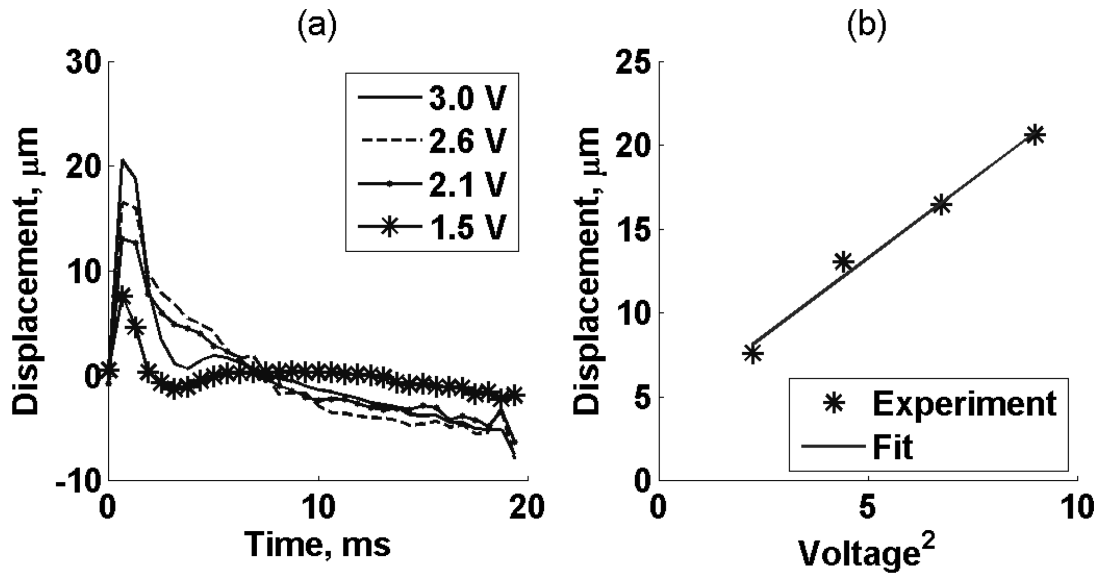 (a)
30
20
10
0
-10
0
10
20
Displacement, μm
Time, ms
3.0 V
2.6 V
2.1 V
1.5 V
(b)
25
20
15
10
5
0
0
5
10
Displacement, μm
Voltage²
Experiment
Fit